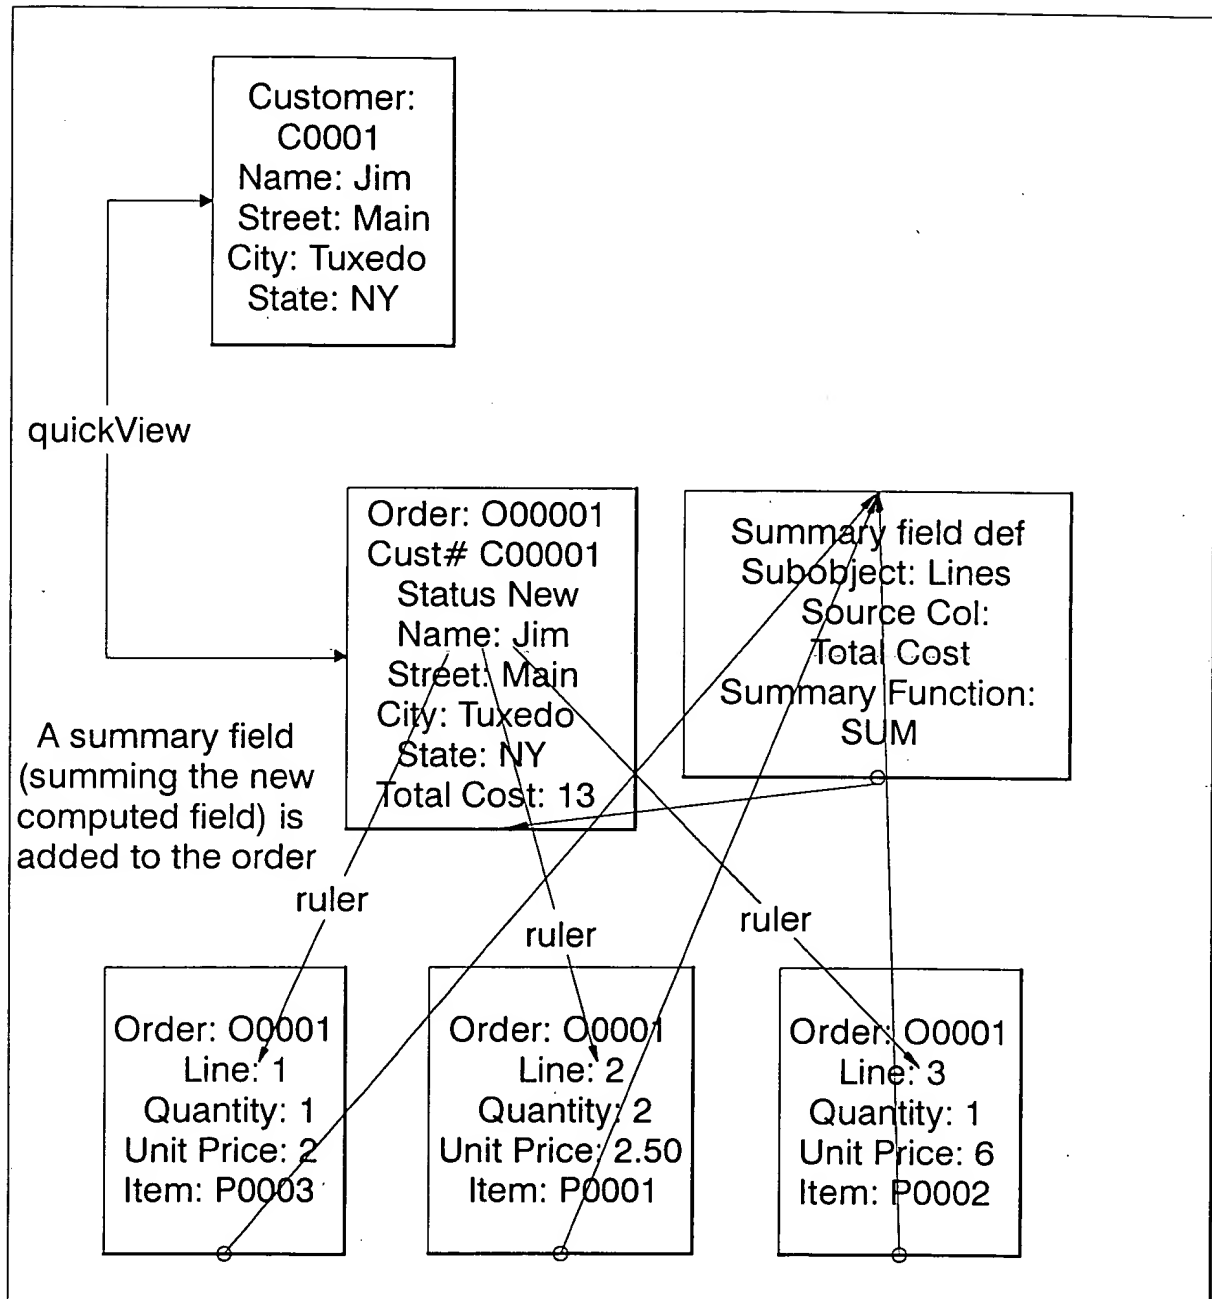 Customer:
C0001
Name: Jim
Street: Main
City: Tuxedo
State: NY
quickView
Order: O00001
Cust# C00001
Status New
Name: Jim
Street: Main
City: Tuxedo
State: NY
Total Cost: 13
Summary field def
Subobject: Lines
Source Col:
Total Cost
Summary Function:
SUM
A summary field
(summing the new
computed field) is
added to the order
ruler
ruler
ruler
Order: O0001
Line: 1
Quantity: 1
Unit Price: 2
Item: P0003
Order: O0001
Line: 2
Quantity: 2
Unit Price: 2.50
Item: P0001
Order: O0001
Line: 3
Quantity: 1
Unit Price: 6
Item: P0002